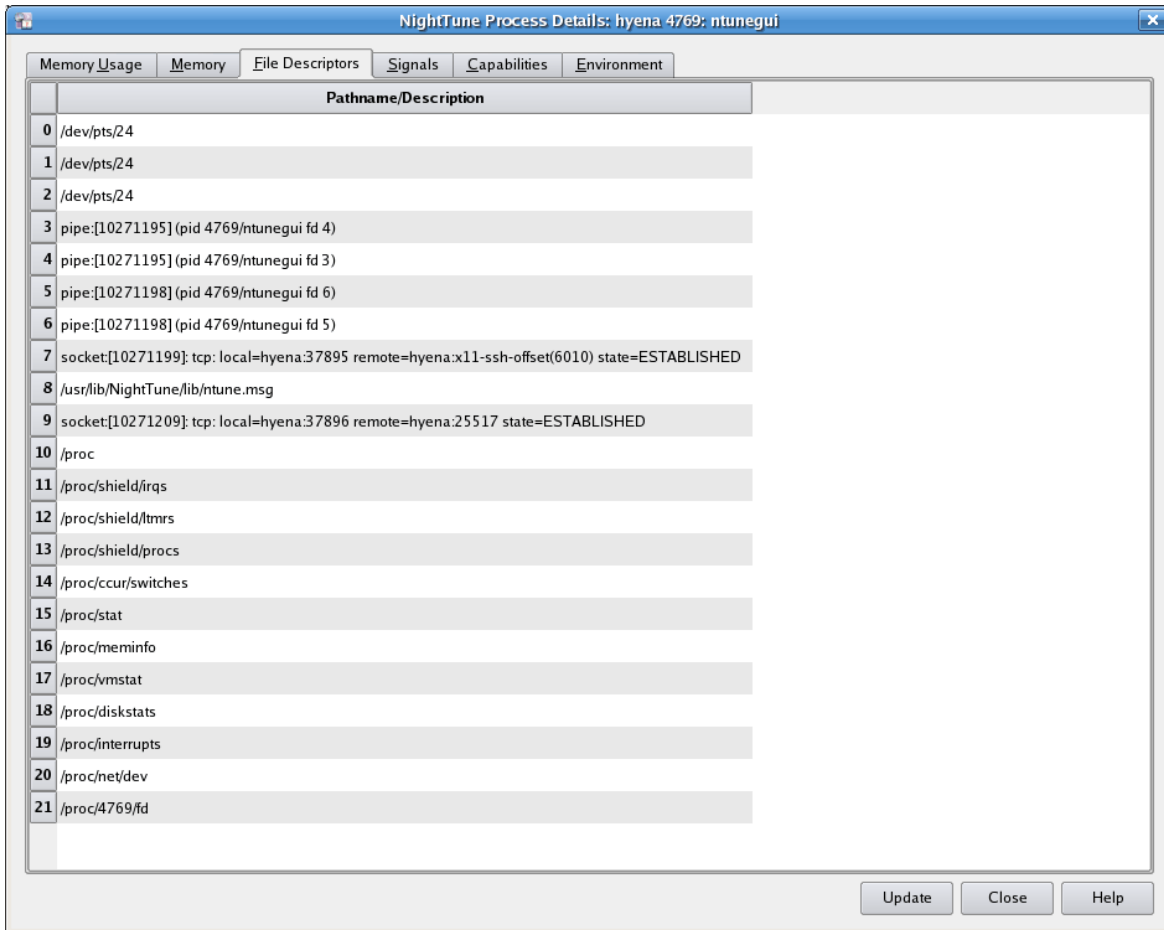 NightTune Process Details: hyena 4769: ntunegui
Memory Usage Memory File Descriptors Signals Capabilities Environment
Pathname/Description
0 /dev/pts/24
1 /dev/pts/24
2 /dev/pts/24
3 pipe:[10271195] (pid 4769/ntunegui fd 4)
4 pipe:[10271195] (pid 4769/ntunegui fd 3)
5 pipe:[10271198] (pid 4769/ntunegui fd 6)
6 pipe:[10271198] (pid 4769/ntunegui fd 5)
7 socket:[10271199]: tcp: local=hyena:37895 remote=hyena:x11-ssh-offset(6010) state=ESTABLISHED
8 /usr/lib/NightTune/lib/ntune.msg
9 socket:[10271209]: tcp: local=hyena:37896 remote=hyena:25517 state=ESTABLISHED
10 /proc
11 /proc/shield/irqs
12 /proc/shield/ltmrs
13 /proc/shield/procs
14 /proc/ccur/switches
15 /proc/stat
16 /proc/meminfo
17 /proc/vmstat
18 /proc/diskstats
19 /proc/interrupts
20 /proc/net/dev
21 /proc/4769/fd
Update Close Help